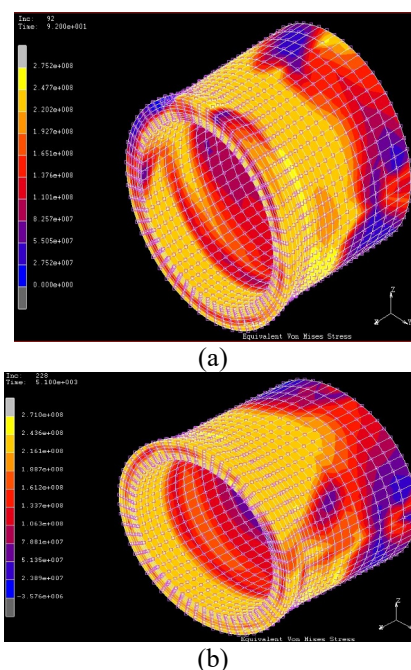 Inc: 92
Time: 9.200e+001
2.752e+008
2.477e+008
2.202e+008
1.927e+008
1.651e+008
1.376e+008
1.101e+008
8.257e+007
5.505e+007
2.752e+007
0.000e+000
Z
X
Equivalent Von Mises Stress
(a)
Inc: 228
Time: 5.100e+003
2.710e+008
2.436e+008
2.161e+008
1.887e+008
1.612e+008
1.337e+008
1.063e+008
7.881e+007
5.135e+007
2.389e+007
-3.576e+006
Z
Equivalent Von Mises Stress
(b)